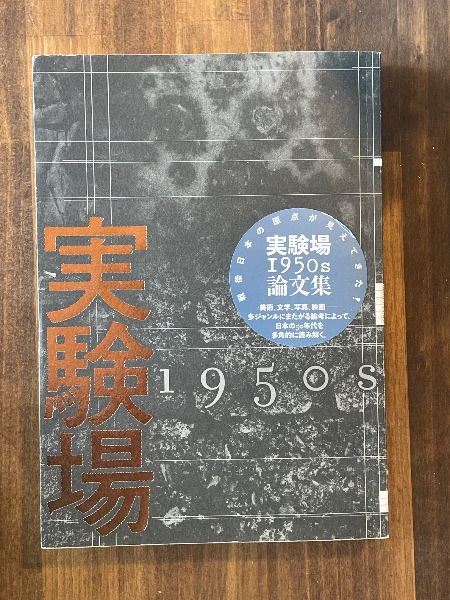 実験場
1950s
戦後日本の原点が見えてきた!
実験場
1950s
論文集
美術、文学、写真、映画
多ジャンルにまたがる論考によって、
日本の50年代を
多角的に読み解く。